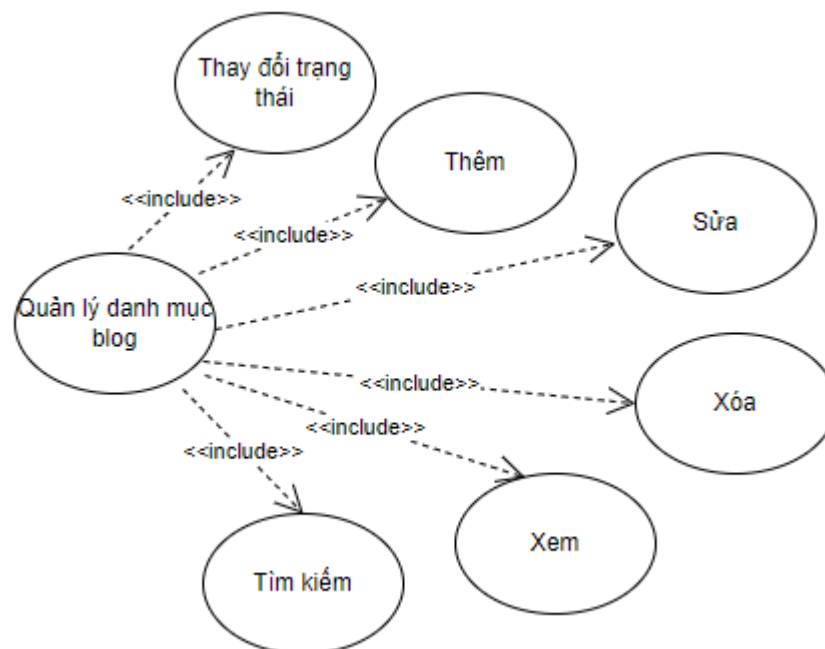 Thay đổi trạng
thái
Thêm
<<include>>
Sửa
<<include>>
<<include>>
Quản lý danh mục
blog
<<include>>
Xóa
<<include>>
<<include>>
Xem
Tìm kiếm